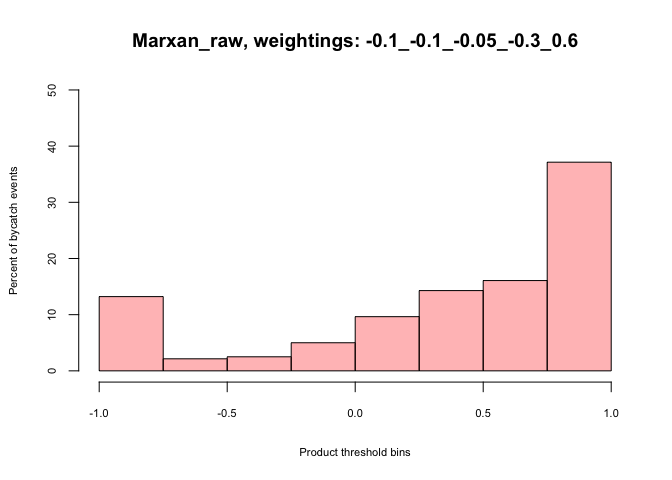 Marxan_raw, weightings: -0.1_-0.1_-0.05_-0.3_0.6
50
40
30
20
10
0
Percent of bycatch events
-1.0 -0.5 0.0 0.5 1.0
Product threshold bins